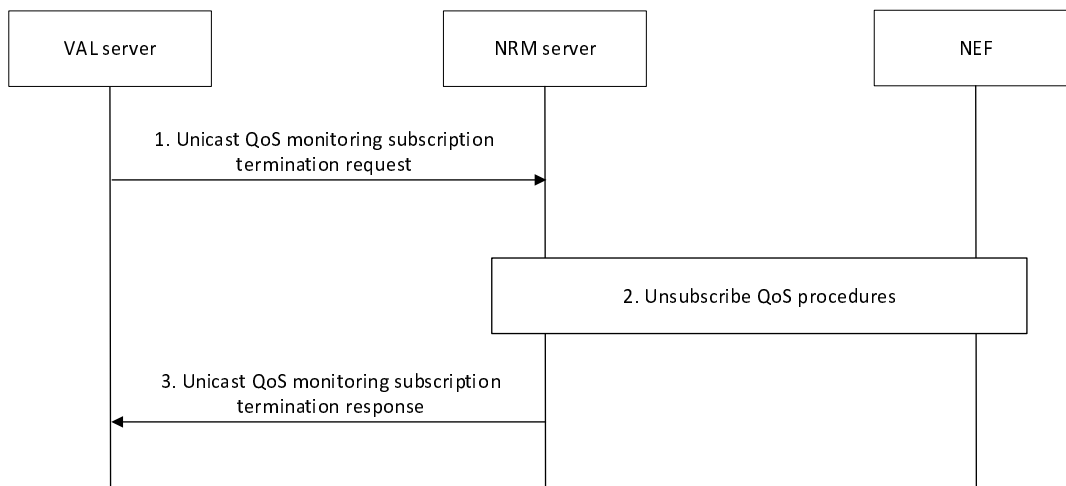 VAL server
NRM server
NEF
1. Unicast QoS monitoring subscription
termination request
2. Unsubscribe QoS procedures
3. Unicast QoS monitoring subscription
termination response